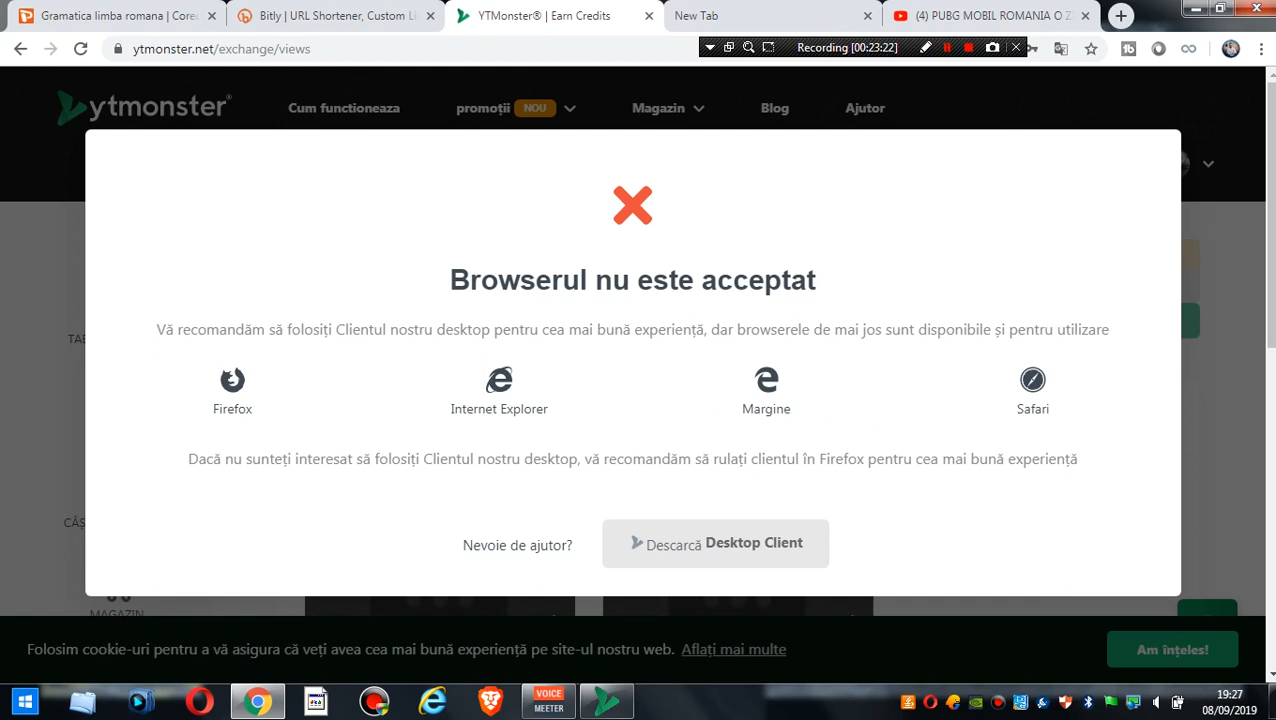 Gramatica limba romana | Core
Bitly | URL Shortener, Custom Li
YTMonster® | Earn Credits
New Tab
(4) PUBG MOBIL ROMANIA O Z
ytmonster.net/exchange/views
Recording [00:23:22]
ytmonster®
Cum functioneaza
promoții NOU
Magazin
Blog
Ajutor
Browserul nu este acceptat
Vă recomandăm să folosiți Clientul nostru desktop pentru cea mai bună experiență, dar browserele de mai jos sunt disponibile și pentru utilizare
Firefox
Internet Explorer
Margine
Safari
Dacă nu sunteți interesat să folosiți Clientul nostru desktop, vă recomandăm să rulați clientul în Firefox pentru cea mai bună experiență
Nevoie de ajutor?
Descarcă Desktop Client
MAGAZIN
Folosim cookie-uri pentru a vă asigura că veți avea cea mai bună experiență pe site-ul nostru web. Aflați mai multe
Am înțeles!
VOICE
MEETER
19:27
08/09/2019